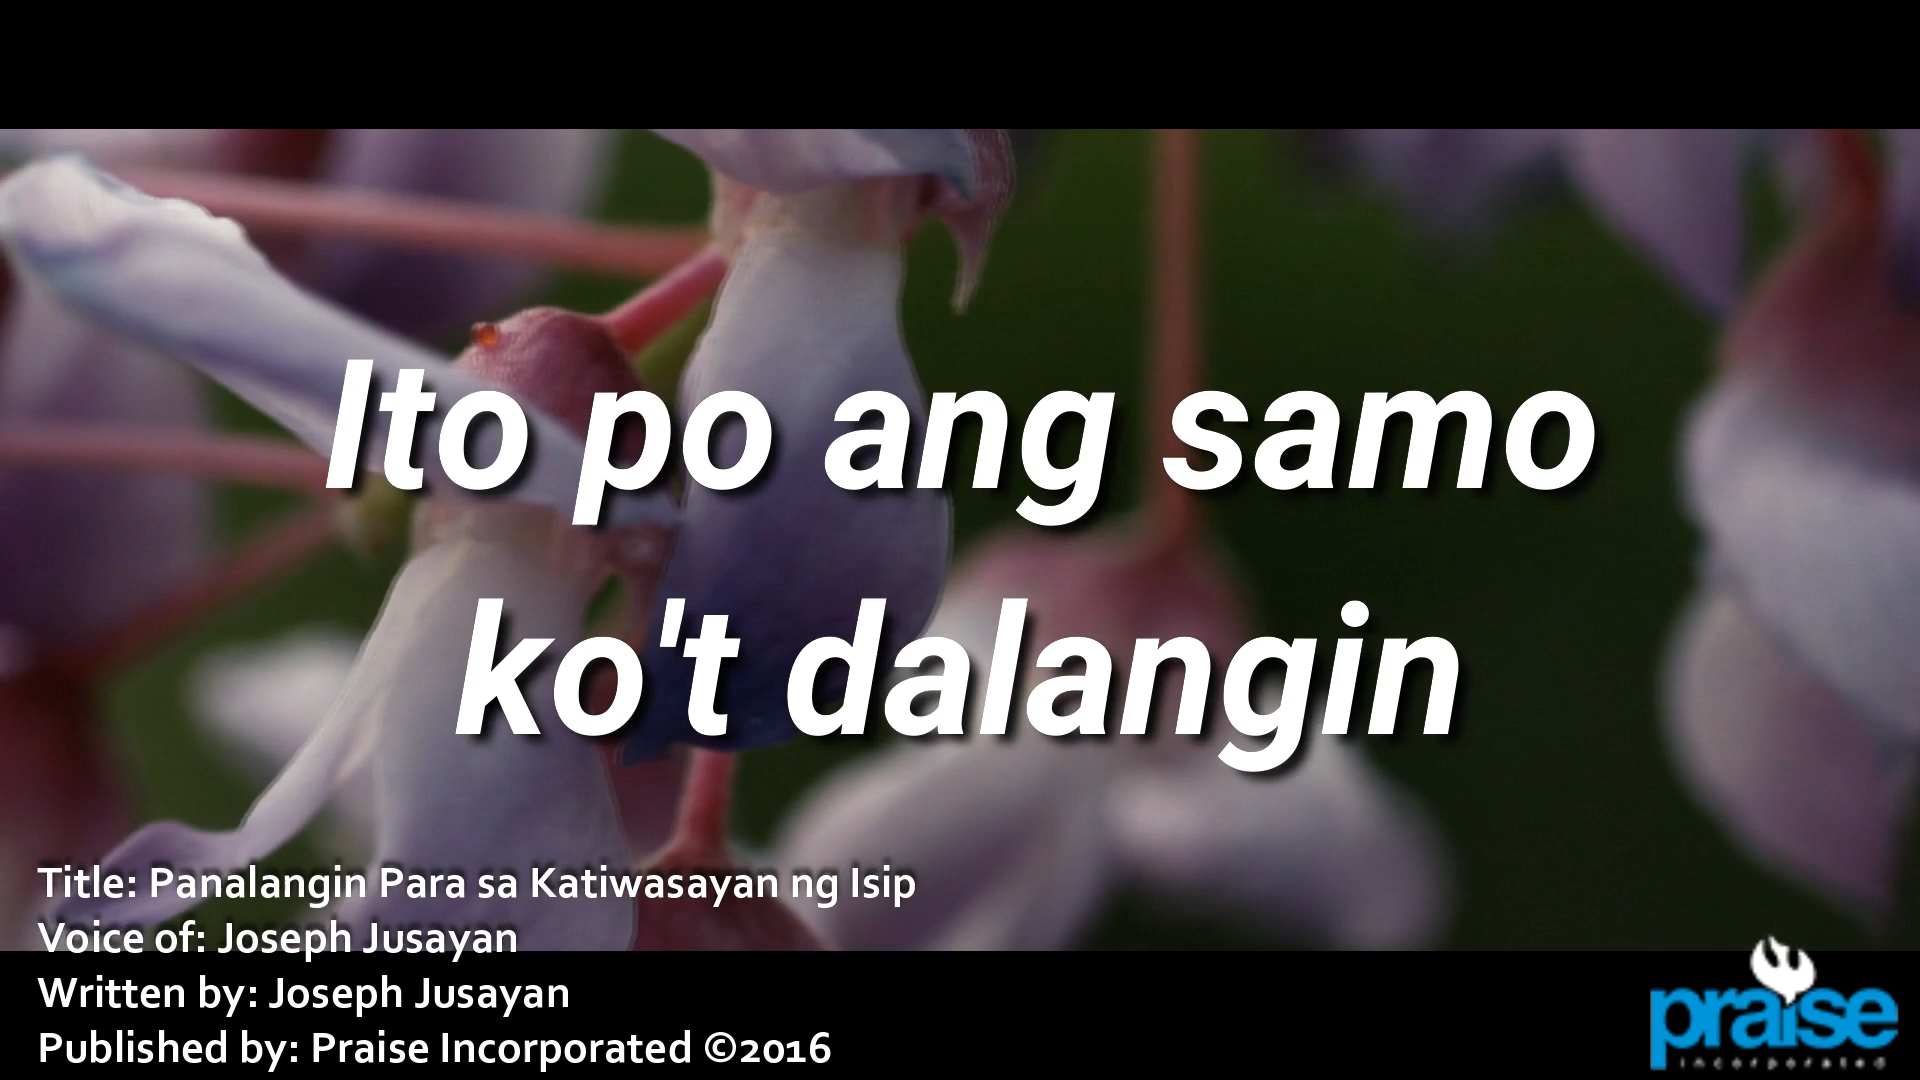 Ito po ang samo
ko't dalangin
Title: Panalangin Para sa Katiwasayan ng Isip
Voice of: Joseph Jusayan
Written by: Joseph Jusayan
Published by: Praise Incorporated ©2016
praise
incorporated